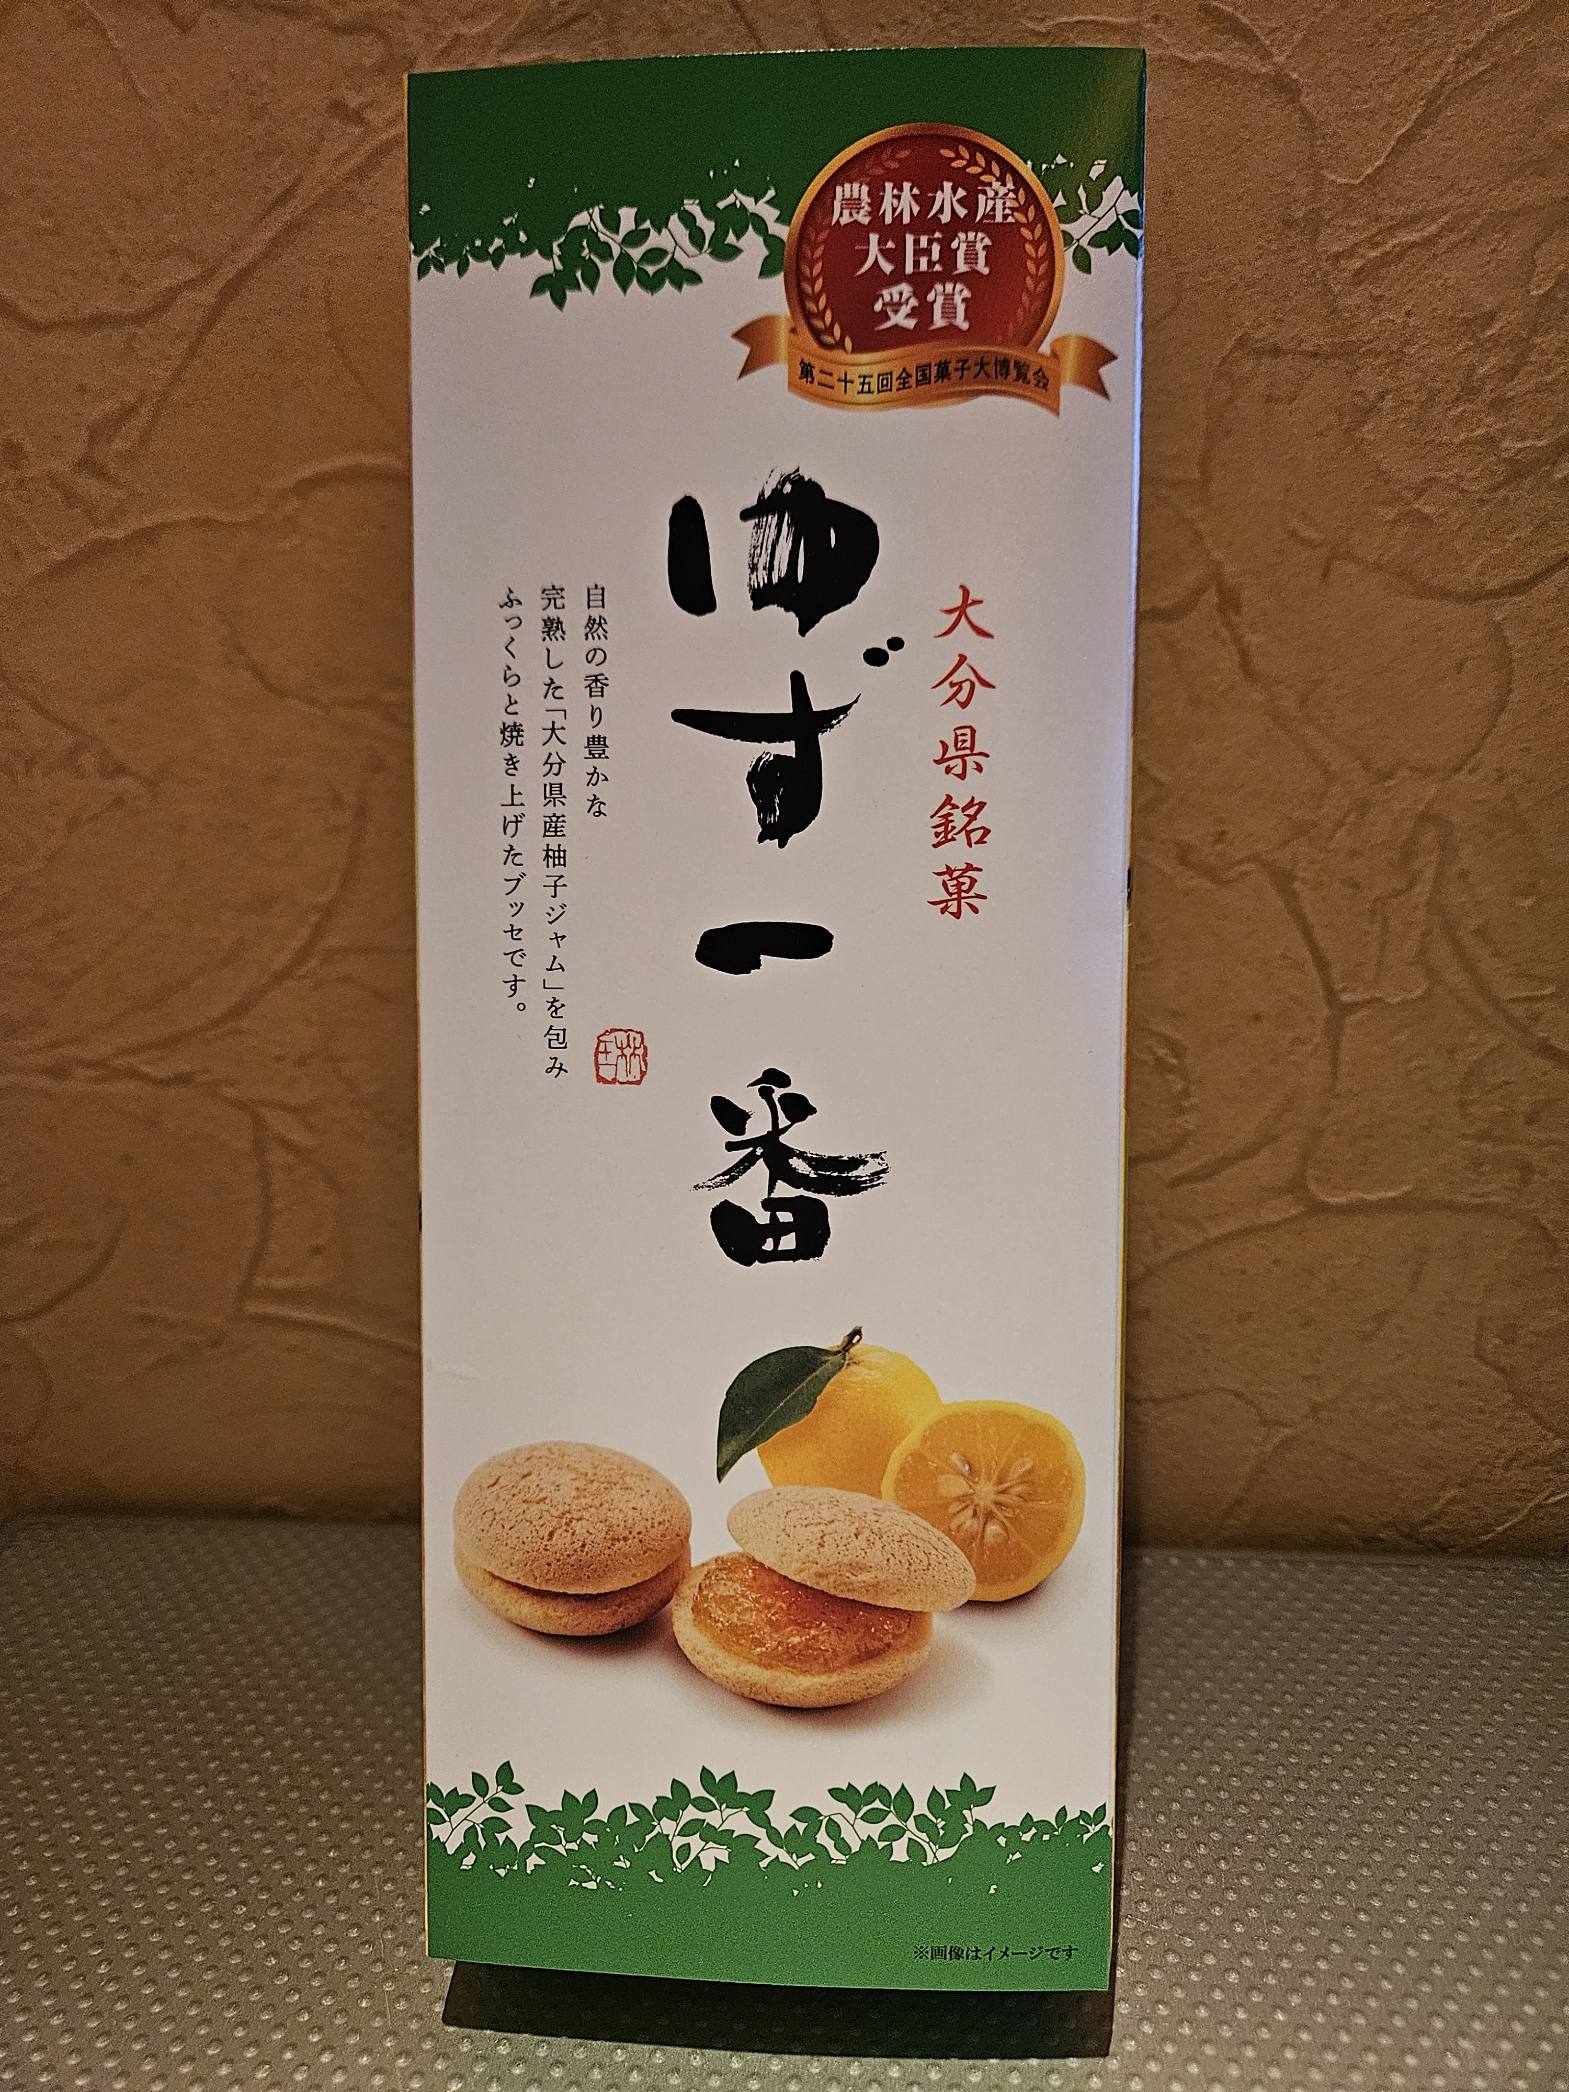 農林水産
大臣賞
受賞
第二十五回全国菓子大博覧会
大分県銘菓
ゆず一番
自然の香り豊かな
完熟した「大分県産柚子ジャム」を包み
ふっくらと焼き上げたブッセです。
※画像はイメージです